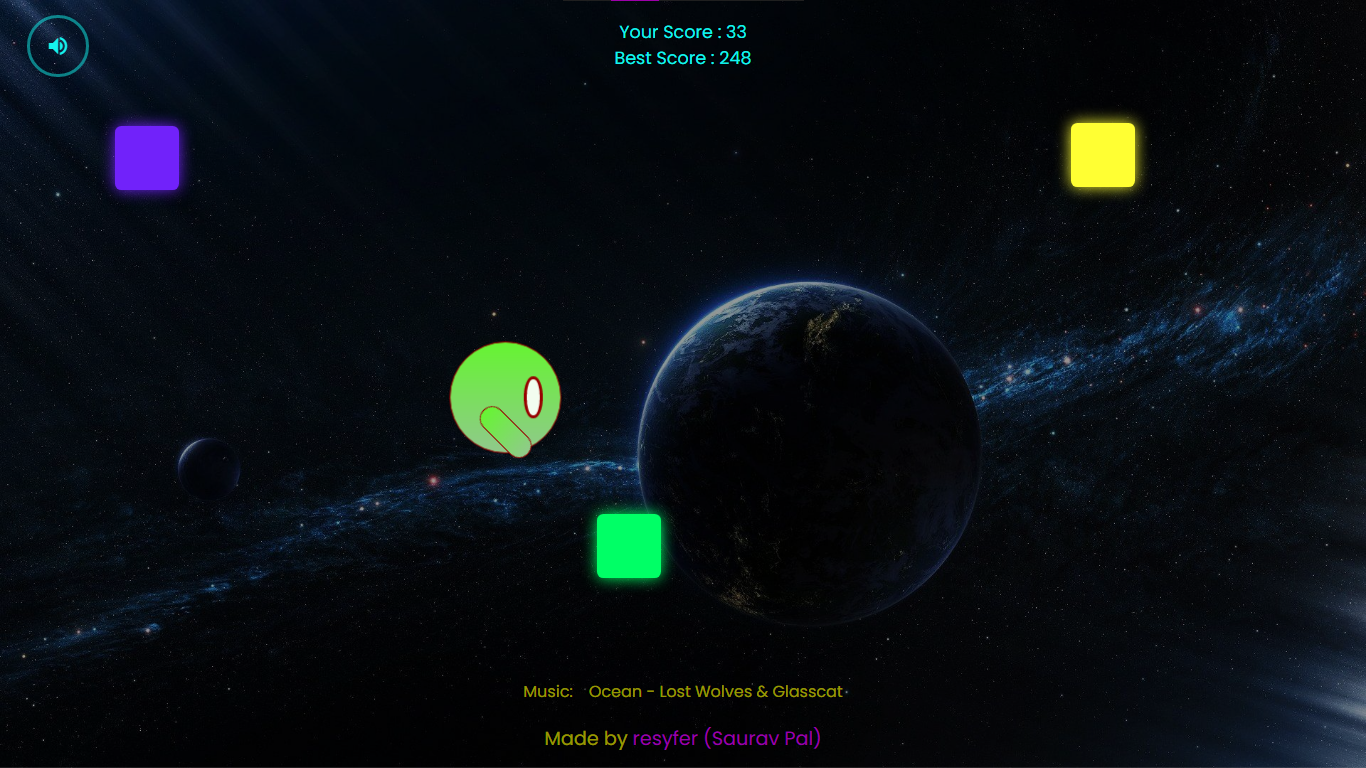 Your Score : 33
Best Score : 248
Music: Ocean - Lost Wolves & Glasscat
Made by resyfer (Saurav Pal)